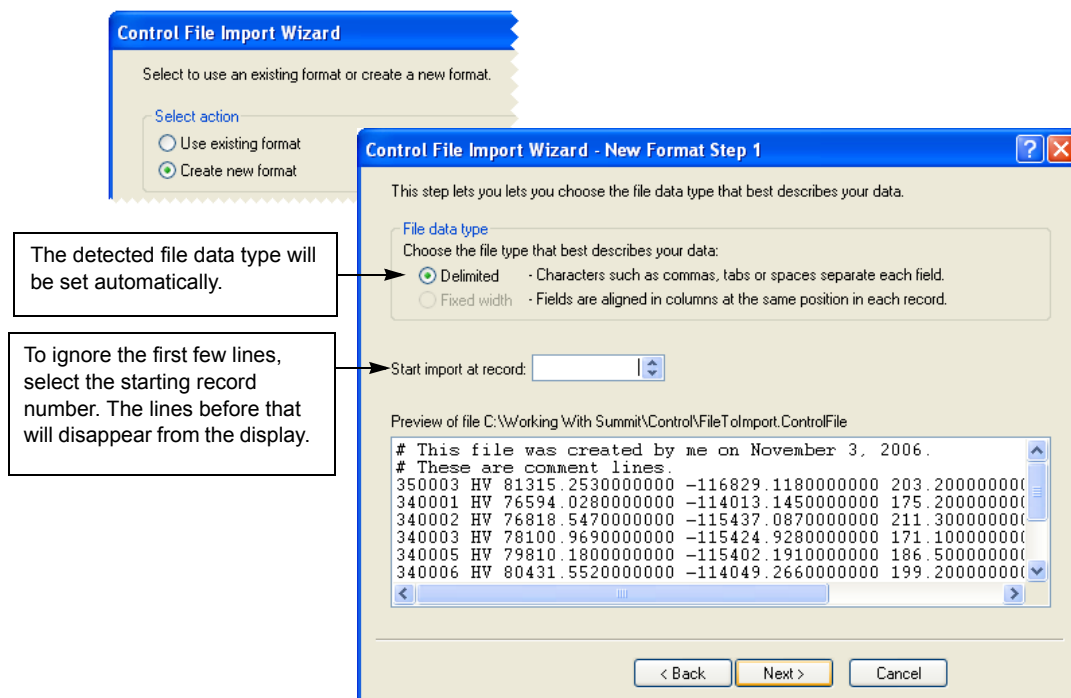 Control File Import Wizard
Select to use an existing format or create a new format.
Select action
Use existing format
Create new format
Control File Import Wizard - New Format Step 1
This step lets you lets you choose the file data type that best describes your data.
File data type
Choose the file type that best describes your data:
Delimited - Characters such as commas, tabs or spaces separate each field.
Fixed width - Fields are aligned in columns at the same position in each record.
The detected file data type will
be set automatically.
To ignore the first few lines,
select the starting record
number. The lines before that
will disappear from the display.
Start import at record:
Preview of file C:\Working With Summit\Control\FileToImport.ControlFile
# This file was created by me on November 3, 2006.
# These are comment lines.
350003 HV 81315.2530000000 -116829.1180000000 203.200000000
340001 HV 76594.0280000000 -114013.1450000000 175.200000000
340002 HV 76818.5470000000 -115437.0870000000 211.300000000
340003 HV 78100.9690000000 -115424.9280000000 171.100000000
340005 HV 79810.1800000000 -115402.1910000000 186.500000000
340006 HV 80431.5520000000 -114049.2660000000 199.200000000
< Back
Next >
Cancel